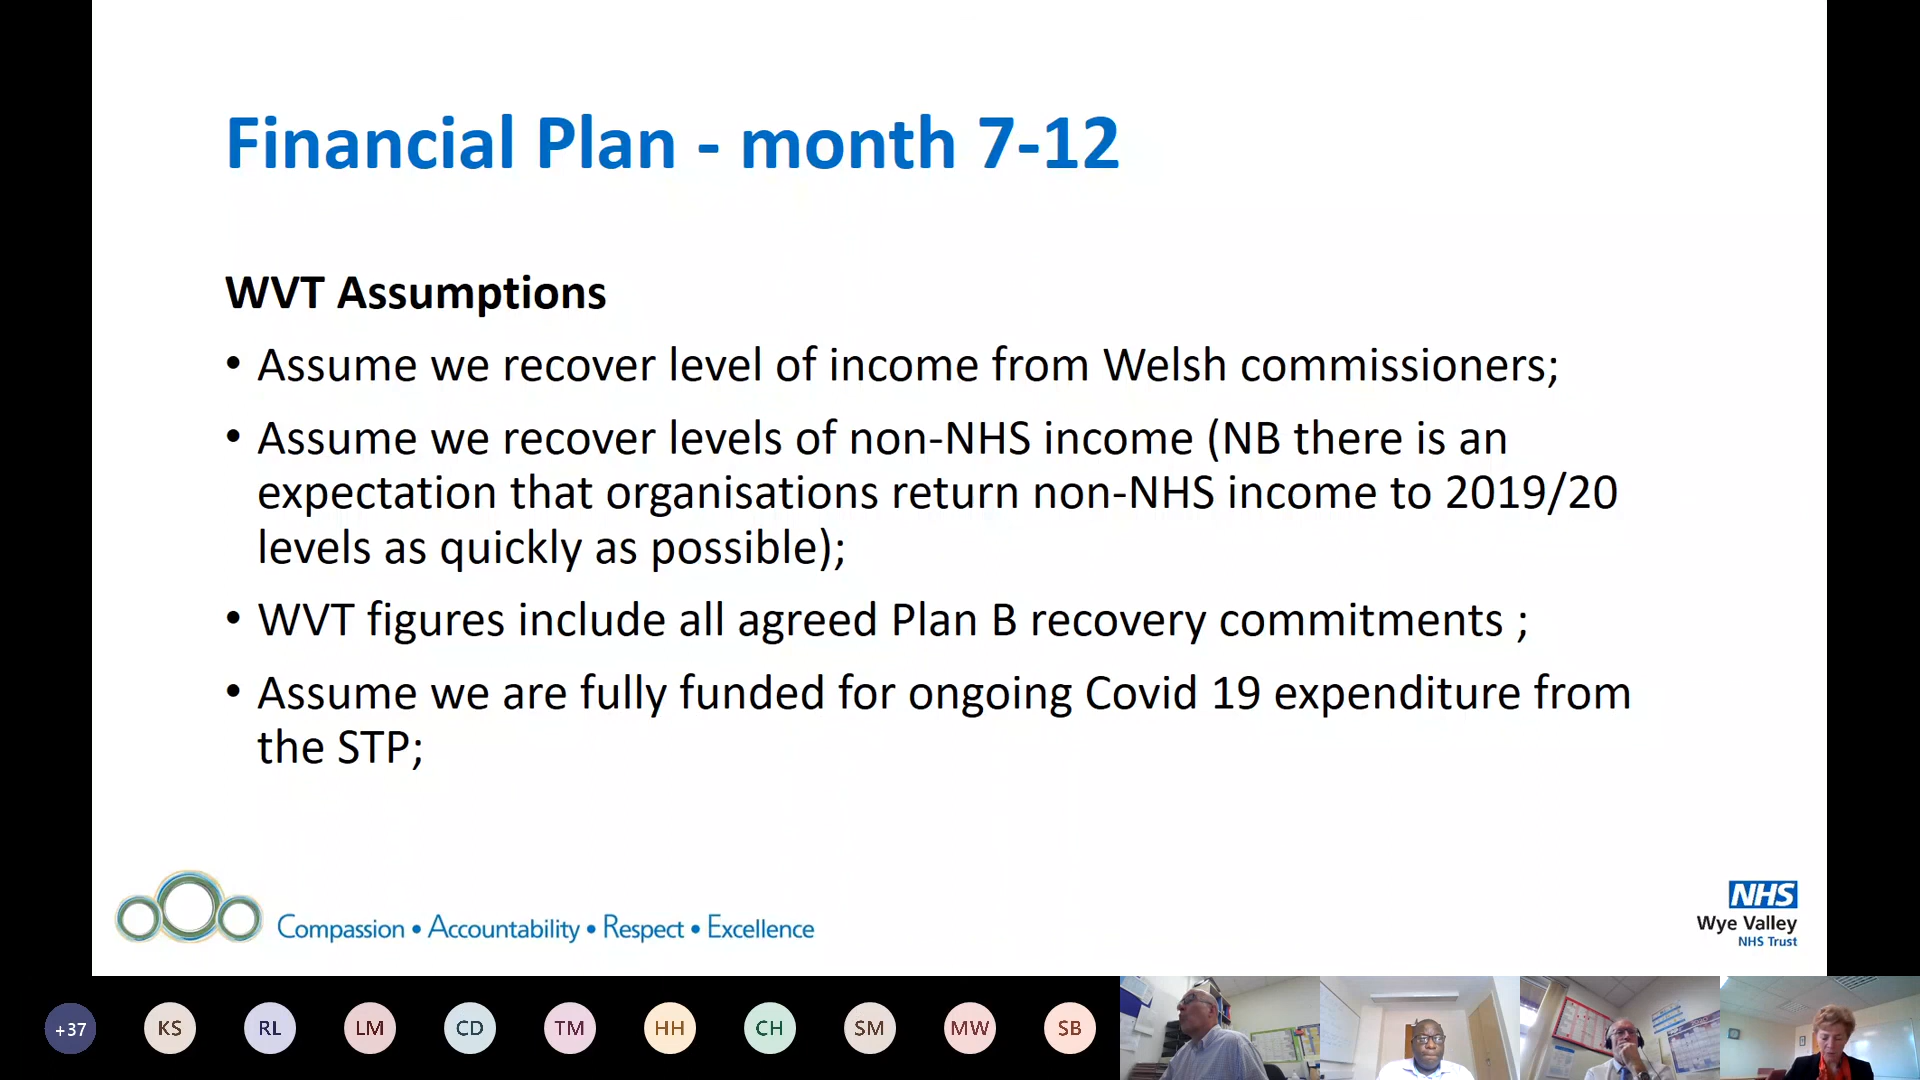 Financial Plan - month 7-12
WVT Assumptions
• Assume we recover level of income from Welsh commissioners;
• Assume we recover levels of non-NHS income (NB there is an
expectation that organisations return non-NHS income to 2019/20
levels as quickly as possible);
• WVT figures include all agreed Plan B recovery commitments ;
• Assume we are fully funded for ongoing Covid 19 expenditure from
the STP;
Compassion • Accountability • Respect • Excellence
NHS
Wye Valley
NHS Trust
+37 KS RL LM CD TM HH CH SM MW SB